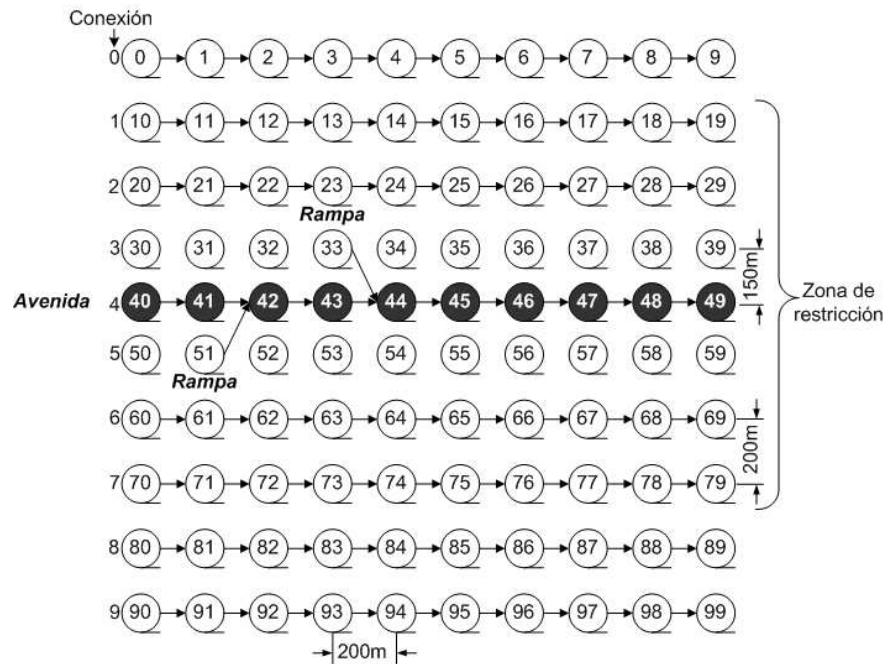 Conexión
0 0 1 2 3 4 5 6 7 8 9
1 10 11 12 13 14 15 16 17 18 19
2 20 21 22 23 24 25 26 27 28 29
Rampa
3 30 31 32 33 34 35 36 37 38 39
150m
Zona de
restricción
Avenida 4 40 41 42 43 44 45 46 47 48 49
5 50 51 52 53 54 55 56 57 58 59
Rampa
6 60 61 62 63 64 65 66 67 68 69
200m
7 70 71 72 73 74 75 76 77 78 79
8 80 81 82 83 84 85 86 87 88 89
9 90 91 92 93 94 95 96 97 98 99
200m